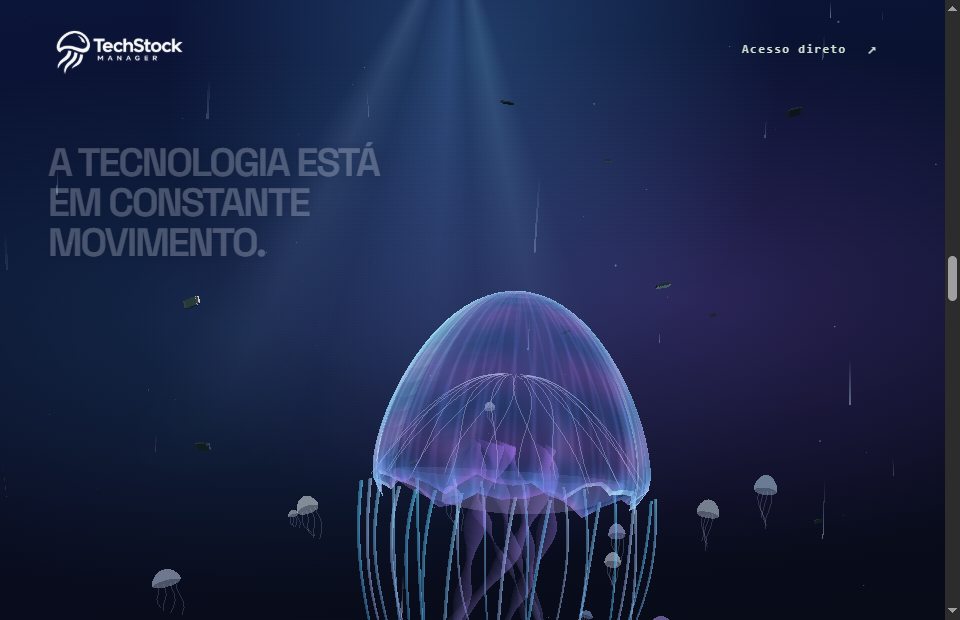 TechStock
MANAGER
Acesso direto ↗
A TECNOLOGIA ESTÁ
EM CONSTANTE
MOVIMENTO.